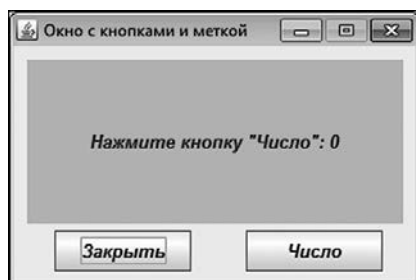 Окно с кнопками и меткой
Нажмите кнопку "Число": 0
Закрыть
Число